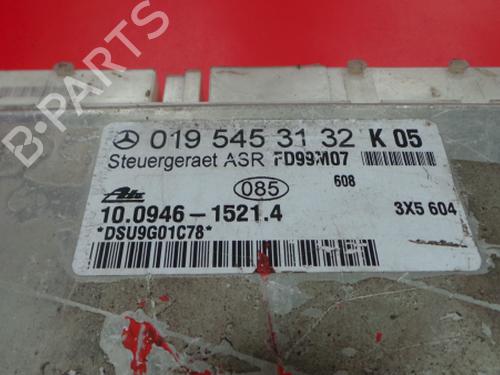 019 545 31 32 K 05
Steuergeraet ASR FD99M07
085
608
Ate
10.0946-1521.4
3X5 604
*DSU9G01C78*
B PARTS